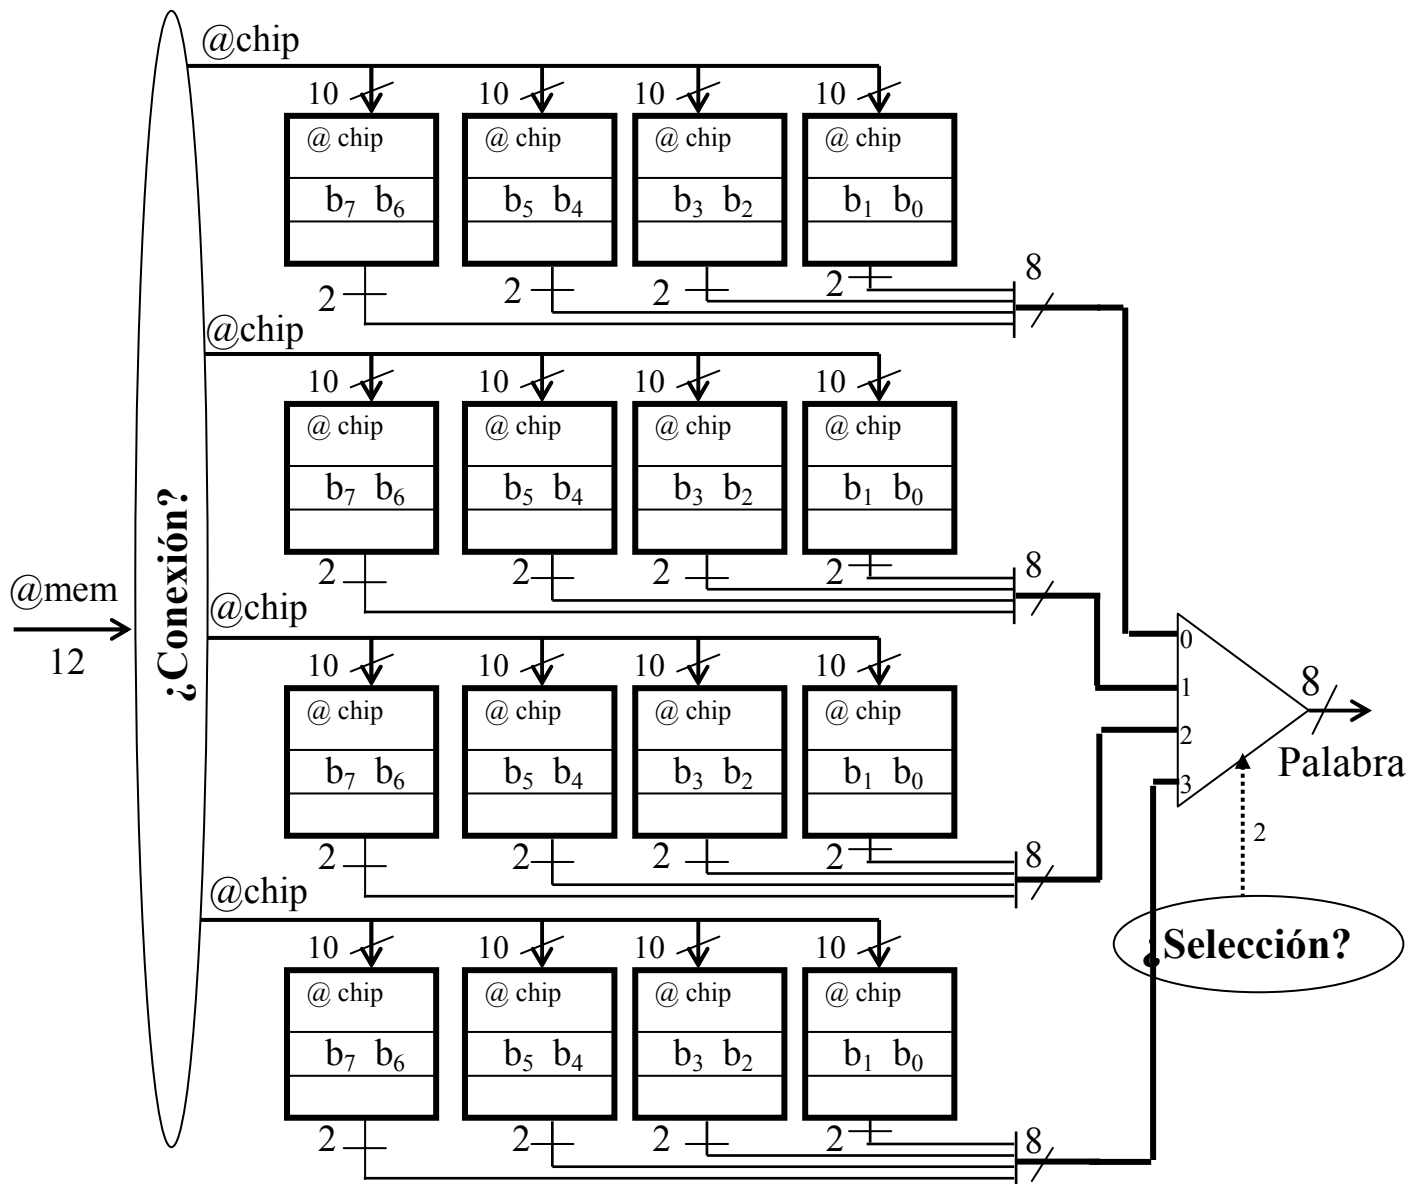 @chip
10 10 10 10
@ chip @ chip @ chip @ chip
b₇ b₆ b₅ b₄ b₃ b₂ b₁ b₀
2 2 2 2 8
@chip
10 10 10 10
@ chip @ chip @ chip @ chip
b₇ b₆ b₅ b₄ b₃ b₂ b₁ b₀
2 2 2 2 8
@mem
12
¿Conexión?
@chip
10 10 10 10
@ chip @ chip @ chip @ chip
b₇ b₆ b₅ b₄ b₃ b₂ b₁ b₀
2 2 2 2 8
0
1
2
3
8
Palabra
2
¿Selección?
@chip
10 10 10 10
@ chip @ chip @ chip @ chip
b₇ b₆ b₅ b₄ b₃ b₂ b₁ b₀
2 2 2 2 8